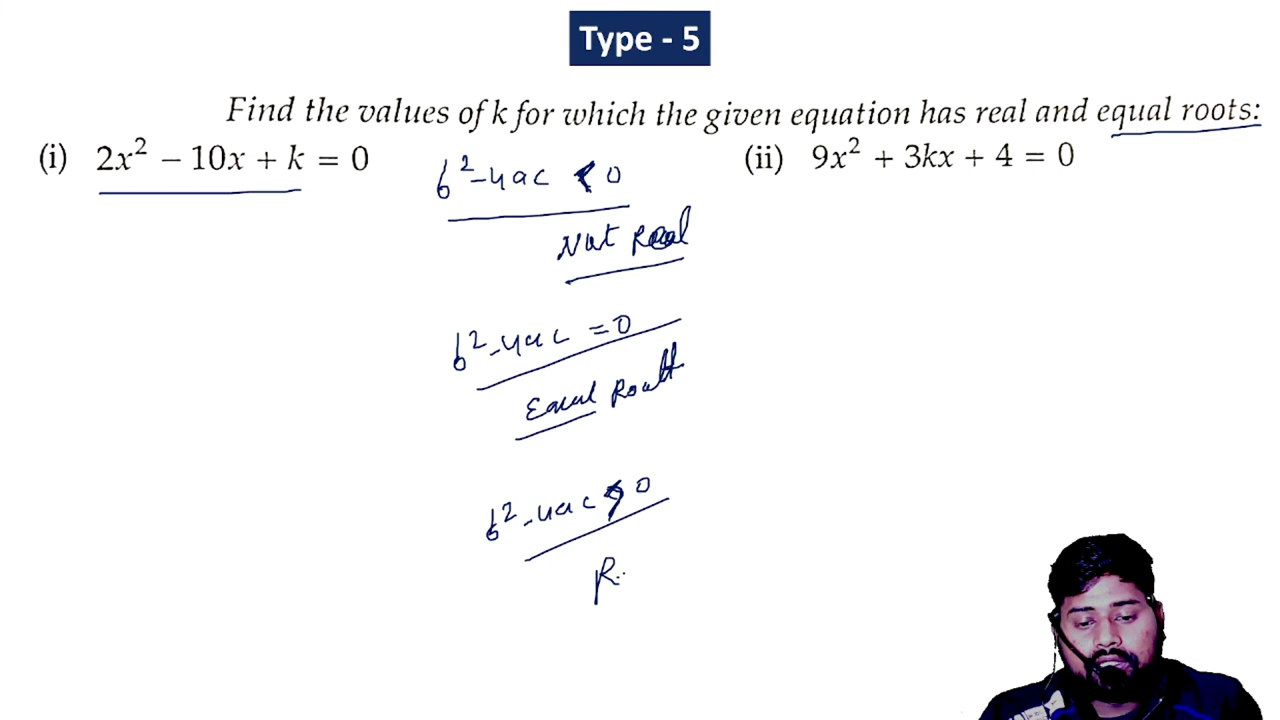 Type - 5
Find the values of k for which the given equation has real and equal roots:
(i) 2x² − 10x + k = 0
(ii) 9x² + 3kx + 4 = 0
b²-4ac < 0
Not Real
b²-4ac = 0
Equal Roots
b²-4ac > 0
R